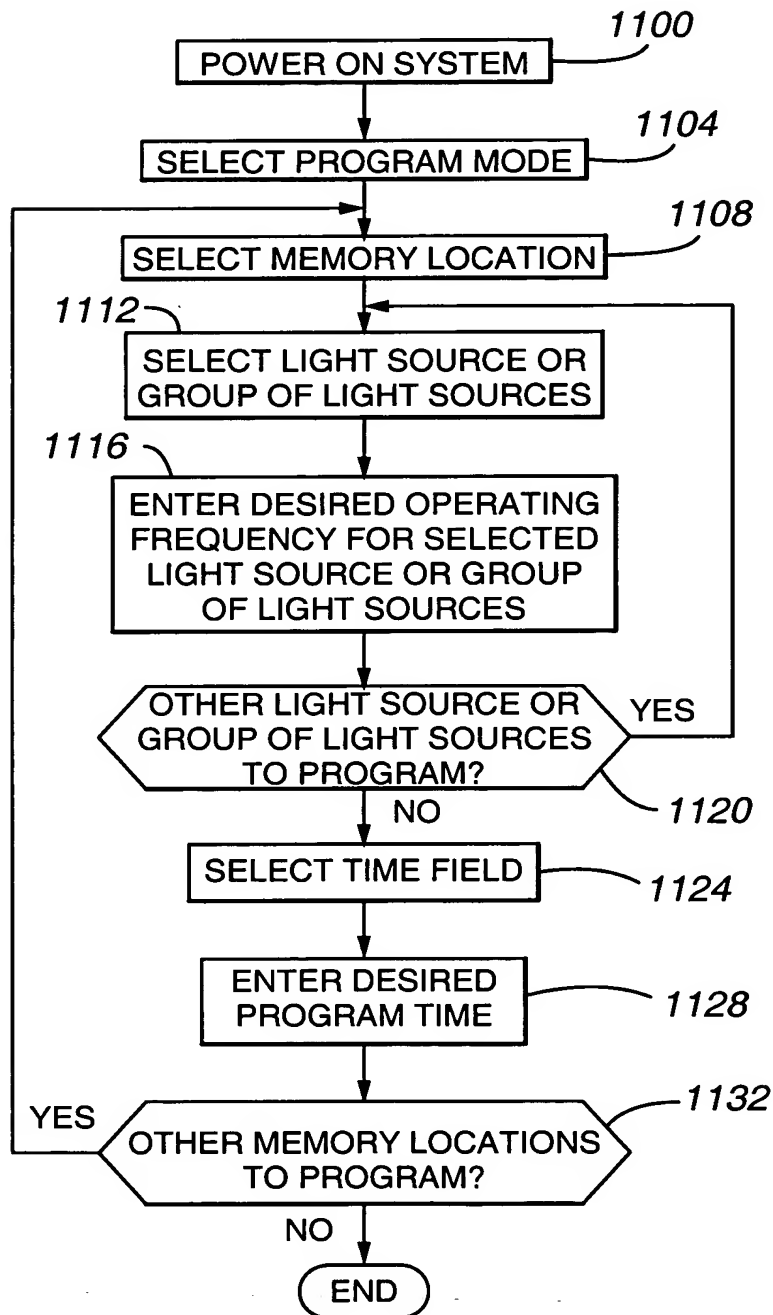 1100
POWER ON SYSTEM
1104
SELECT PROGRAM MODE
1108
SELECT MEMORY LOCATION
1112
SELECT LIGHT SOURCE OR
GROUP OF LIGHT SOURCES
1116
ENTER DESIRED OPERATING
FREQUENCY FOR SELECTED
LIGHT SOURCE OR GROUP
OF LIGHT SOURCES
OTHER LIGHT SOURCE OR
GROUP OF LIGHT SOURCES
TO PROGRAM?
YES
1120
NO
SELECT TIME FIELD
1124
ENTER DESIRED
PROGRAM TIME
1128
1132
YES
OTHER MEMORY LOCATIONS
TO PROGRAM?
NO
END